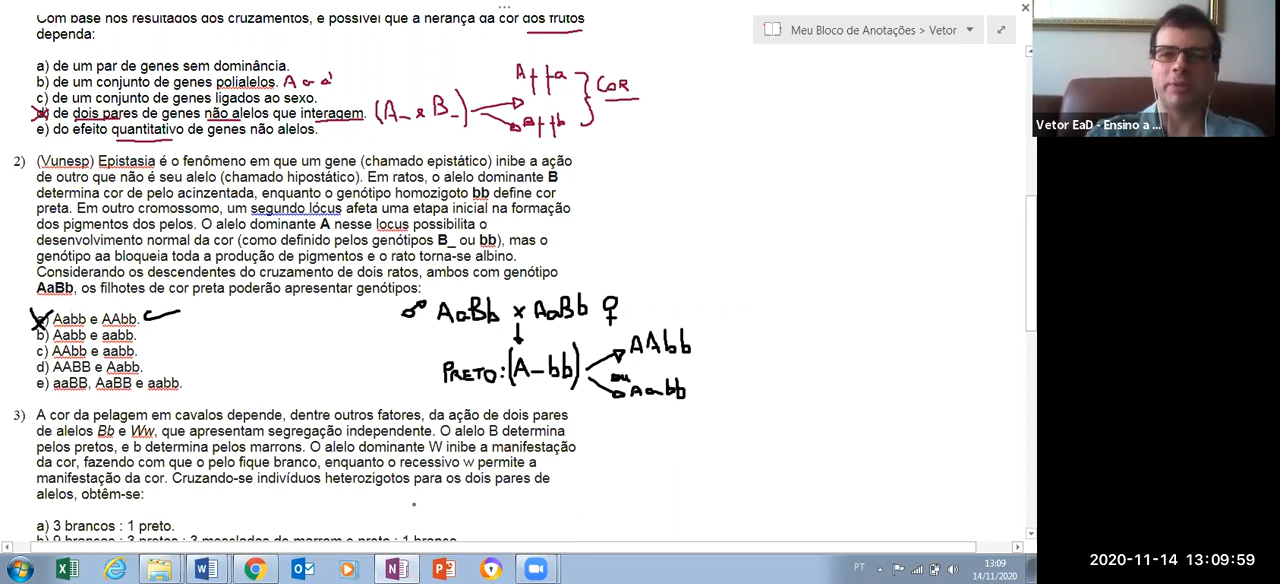 Com base nos resultados dos cruzamentos, é possível que a herança da cor dos frutos
dependa:
a) de um par de genes sem dominância.
b) de um conjunto de genes polialelos. A a a'
c) de um conjunto de genes ligados ao sexo.
de dois pares de genes não alelos que interagem. (A_ e B_)
e) do efeito quantitativo de genes não alelos.
A a
a b
COR
2) (Vunesp) Epistasia é o fenômeno em que um gene (chamado epistático) inibe a ação
de outro que não é seu alelo (chamado hipostático). Em ratos, o alelo dominante B
determina cor de pelo acinzentada, enquanto o genótipo homozigoto bb define cor
preta. Em outro cromossomo, um segundo lócus afeta uma etapa inicial na formação
dos pigmentos dos pelos. O alelo dominante A nesse locus possibilita o
desenvolvimento normal da cor (como definido pelos genótipos B_ ou bb), mas o
genótipo aa bloqueia toda a produção de pigmentos e o rato torna-se albino.
Considerando os descendentes do cruzamento de dois ratos, ambos com genótipo
AaBb, os filhotes de cor preta poderão apresentar genótipos:
a) Aabb e AAbb.
b) Aabb e aabb.
c) AAbb e aabb.
d) AABB e Aabb.
e) aaBB, AaBB e aabb.
♂ AaBb x AaBb ♀
PRETO: (A_bb)
AAbb
ou
Aabb
3) A cor da pelagem em cavalos depende, dentre outros fatores, da ação de dois pares
de alelos Bb e Ww, que apresentam segregação independente. O alelo B determina
pelos pretos, e b determina pelos marrons. O alelo dominante W inibe a manifestação
da cor, fazendo com que o pelo fique branco, enquanto o recessivo w permite a
manifestação da cor. Cruzando-se indivíduos heterozigotos para os dois pares de
alelos, obtêm-se:
a) 3 brancos : 1 preto.
b) 9 brancos : 3 pretos : 3 mesclados de marrom e preto : 1 branco.
Meu Bloco de Anotações > Vetor
Vetor EaD - Ensino a ...
PT
13:09
14/11/2020
2020-11-14 13:09:59